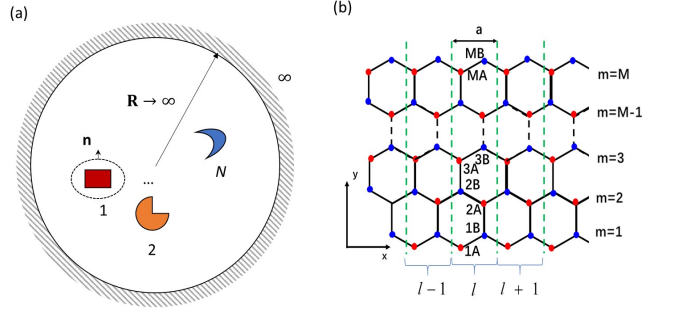 (a)
∞
R → ∞
n
N
...
1
2
(b)
a
MB
MA
m=M
m=M-1
3B
3A
m=3
2B
y
2A
m=2
1B
m=1
x
1A
l − 1
l
l + 1